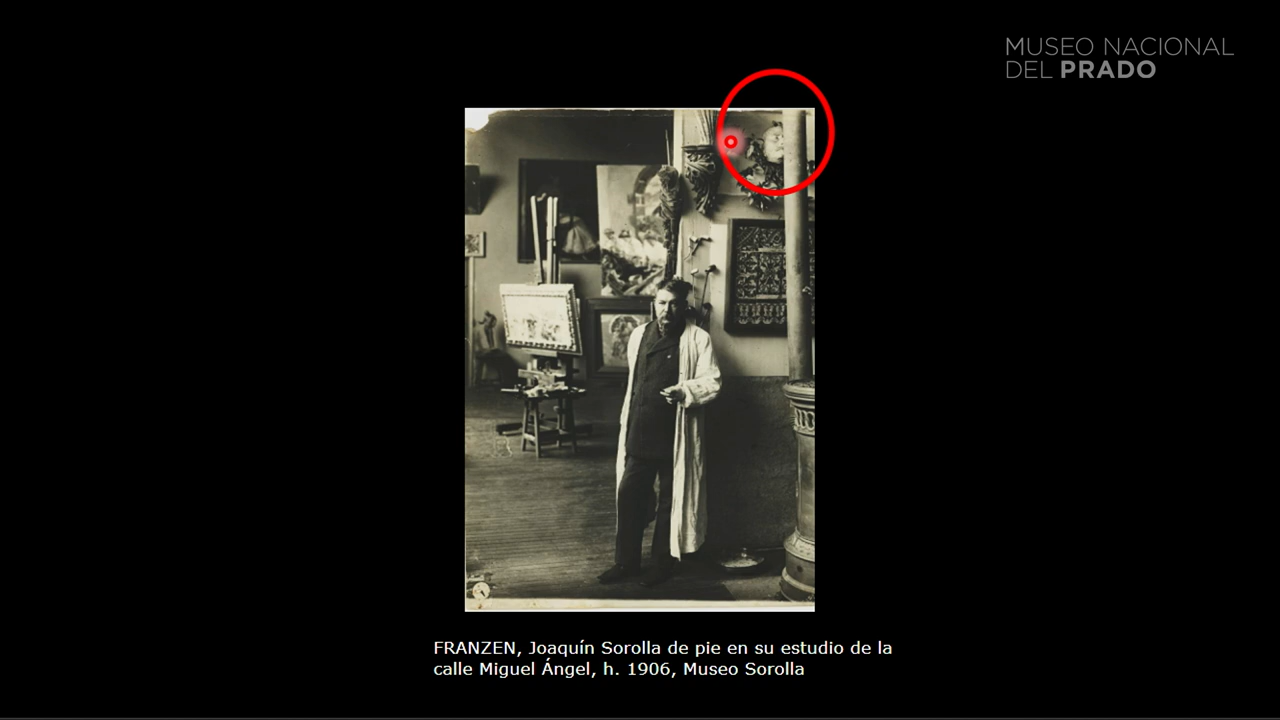 MUSEO NACIONAL
DEL PRADO
FRANZEN, Joaquín Sorolla de pie en su estudio de la
calle Miguel Ángel, h. 1906, Museo Sorolla